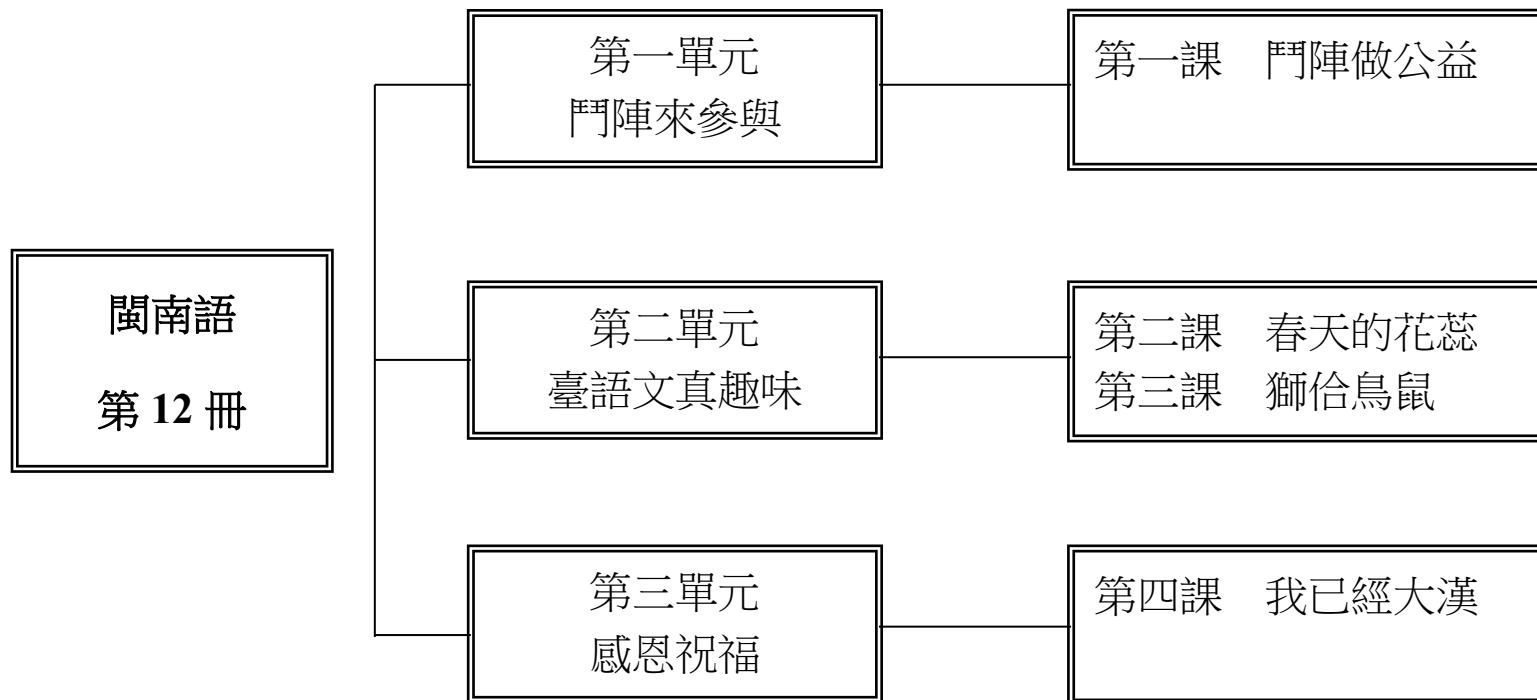 閩南語
第 12 冊
第一單元
鬥陣來參與
第一課　鬥陣做公益
第二單元
臺語文真趣味
第二課　春天的花蕊
第三課　獅佮鳥鼠
第三單元
感恩祝福
第四課　我已經大漢